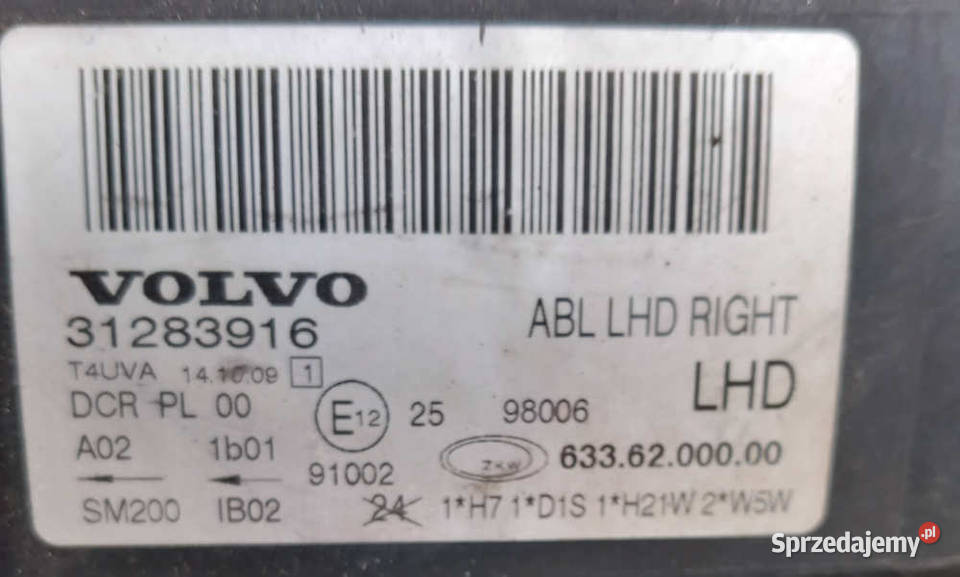 VOLVO
31283916
ABL LHD RIGHT
T4UVA 14.10.09 1
LHD
DCR PL 00
E12 25 98006
A02 1b01
91002
ZKW 633.62.000.00
SM200 IB02
24 1*H7 1*D1S 1*H21W 2*W5W
Sprzedajemy.pl